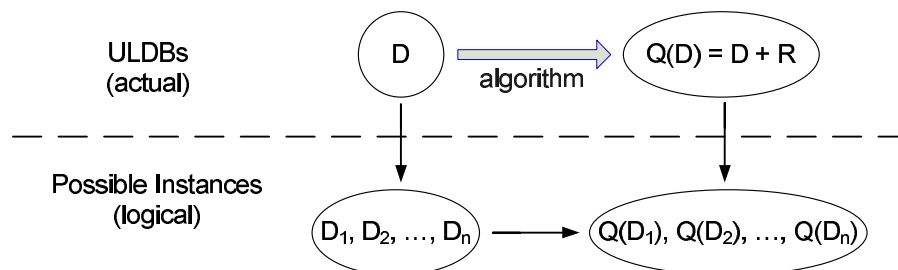 ULDBs
(actual)
D
algorithm
Q(D) = D + R
Possible Instances
(logical)
D₁, D₂, …, Dₙ
Q(D₁), Q(D₂), …, Q(Dₙ)